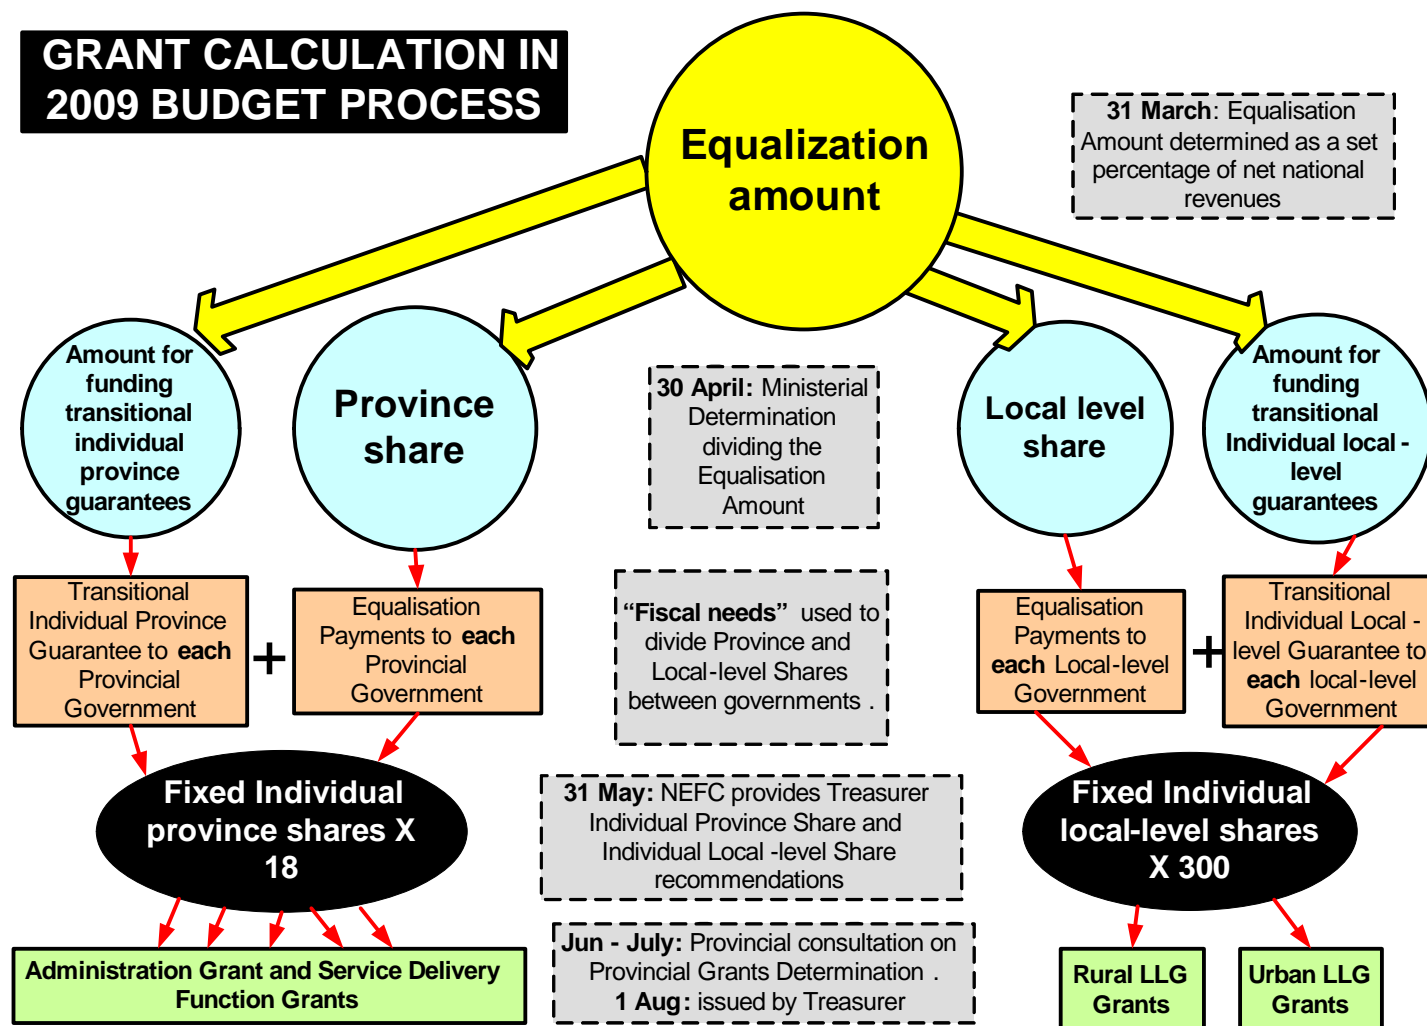 GRANT CALCULATION IN
2009 BUDGET PROCESS
Equalization
amount
31 March: Equalisation
Amount determined as a set
percentage of net national
revenues
Amount for
funding
transitional
individual
province
guarantees
Province
share
30 April: Ministerial
Determination
dividing the
Equalisation
Amount
Local level
share
Amount for
funding
transitional
Individual local -
level
guarantees
Transitional
Individual Province
Guarantee to each
Provincial
Government
+
Equalisation
Payments to each
Provincial
Government
“Fiscal needs” used to
divide Province and
Local-level Shares
between governments .
Equalisation
Payments to
each Local-level
Government
+
Transitional
Individual Local -
level Guarantee to
each local-level
Government
Fixed Individual
province shares X
18
31 May: NEFC provides Treasurer
Individual Province Share and
Individual Local -level Share
recommendations
Fixed Individual
local-level shares
X 300
Administration Grant and Service Delivery
Function Grants
Jun - July: Provincial consultation on
Provincial Grants Determination .
1 Aug: issued by Treasurer
Rural LLG
Grants
Urban LLG
Grants